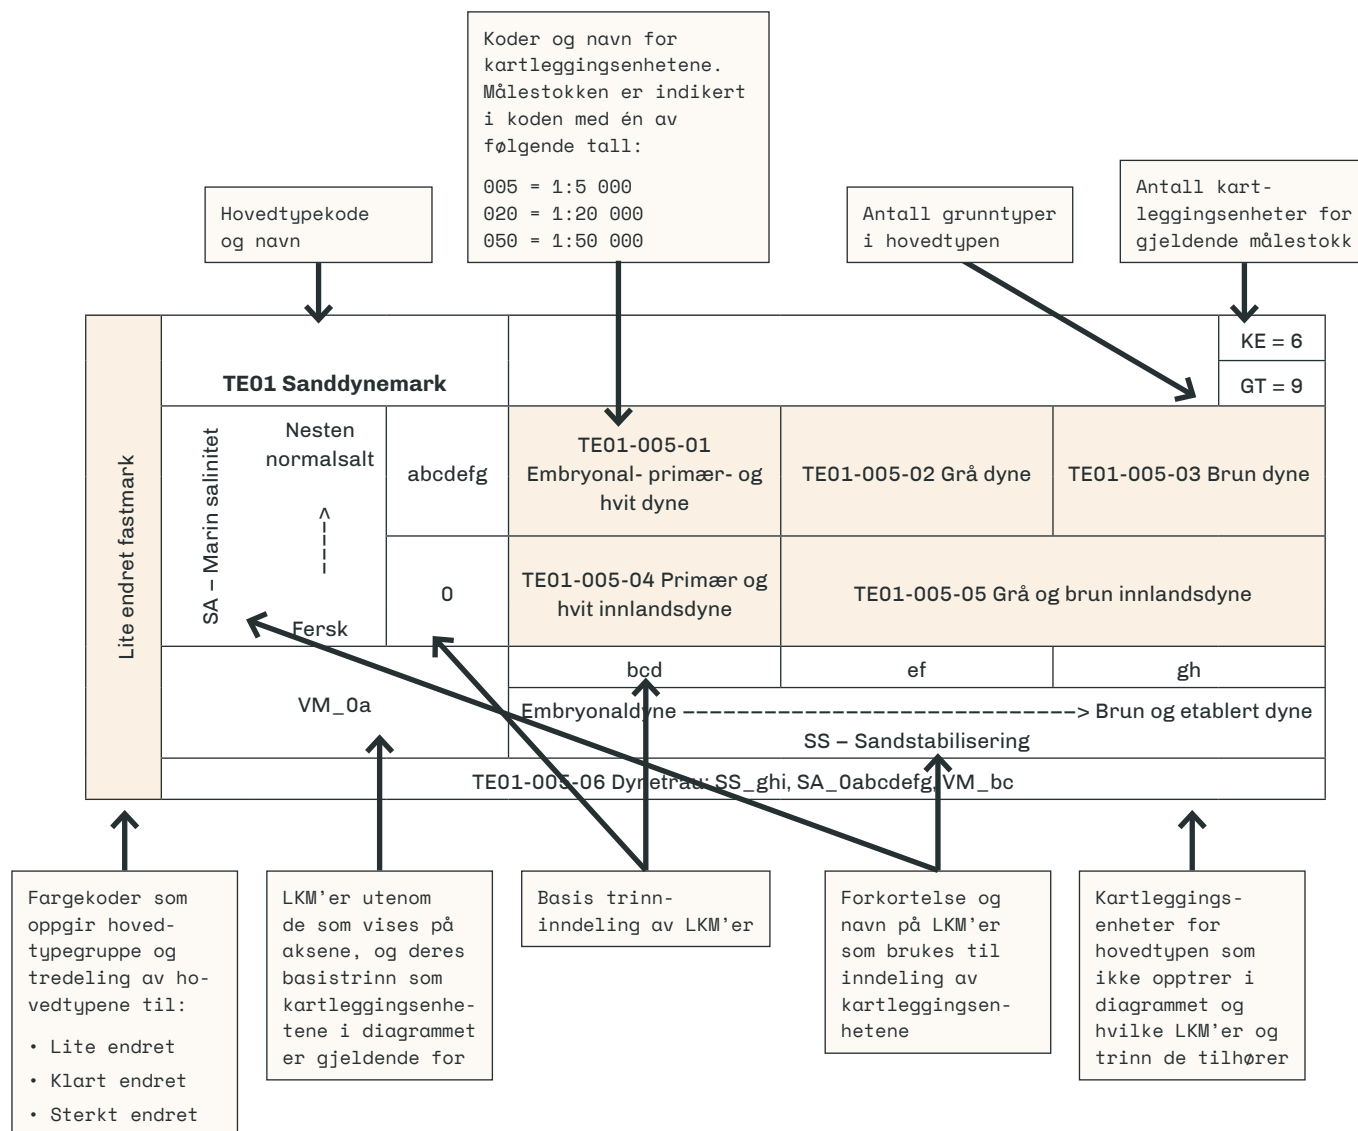 Koder og navn for
kartleggingsenhetene.
Målestokken er indikert
i koden med én av
følgende tall:
005 = 1:5 000
020 = 1:20 000
050 = 1:50 000
Hovedtypekode
og navn
Antall grunntyper
i hovedtypen
Antall kart-
leggingsenheter for
gjeldende målestokk
Lite endret fastmark
TE01 Sanddynemark
KE = 6
GT = 9
SA – Marin salinitet
Nesten
normalsalt
----->
Fersk
abcdefg
0
TE01-005-01
Embryonal- primær- og
hvit dyne
TE01-005-02 Grå dyne
TE01-005-03 Brun dyne
TE01-005-04 Primær og
hvit innlandsdyne
TE01-005-05 Grå og brun innlandsdyne
VM_0a
bcd
ef
gh
Embryonaldyne ------------------------------> Brun og etablert dyne
SS – Sandstabilisering
TE01-005-06 Dynetrau: SS_ghi, SA_0abcdefg, VM_bc
Fargekoder som
oppgir hoved-
typegruppe og
tredeling av ho-
vedtypene til:
• Lite endret
• Klart endret
• Sterkt endret
LKM’er utenom
de som vises på
aksene, og deres
basistrinn som
kartleggingsenhe-
tene i diagrammet
er gjeldende for
Basis trinn-
inndeling av LKM’er
Forkortelse og
navn på LKM’er
som brukes til
inndeling av
kartleggingsen-
hetene
Kartleggings-
enheter for
hovedtypen som
ikke opptrer i
diagrammet og
hvilke LKM’er og
trinn de tilhører